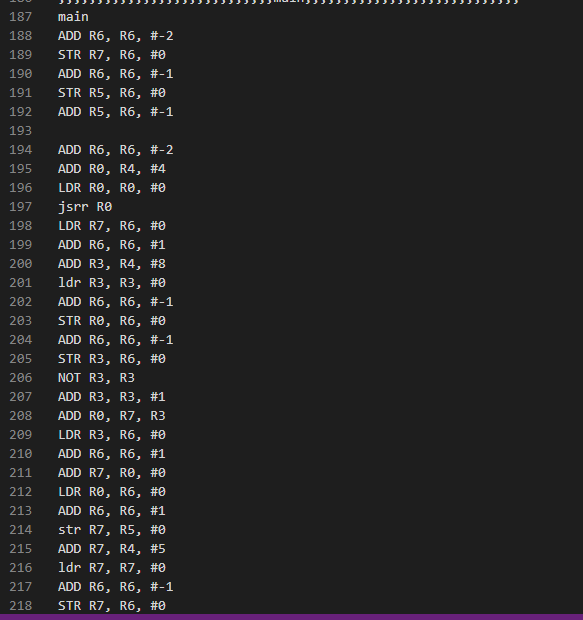 186 ;;;;;;;;;;;;;;;;;;;;;;;;;;;;main;;;;;;;;;;;;;;;;;;;;;;;;;;;;
187 main
188 ADD R6, R6, #-2
189 STR R7, R6, #0
190 ADD R6, R6, #-1
191 STR R5, R6, #0
192 ADD R5, R6, #-1
193
194 ADD R6, R6, #-2
195 ADD R0, R4, #4
196 LDR R0, R0, #0
197 jsrr R0
198 LDR R7, R6, #0
199 ADD R6, R6, #1
200 ADD R3, R4, #8
201 ldr R3, R3, #0
202 ADD R6, R6, #-1
203 STR R0, R6, #0
204 ADD R6, R6, #-1
205 STR R3, R6, #0
206 NOT R3, R3
207 ADD R3, R3, #1
208 ADD R0, R7, R3
209 LDR R3, R6, #0
210 ADD R6, R6, #1
211 ADD R7, R0, #0
212 LDR R0, R6, #0
213 ADD R6, R6, #1
214 str R7, R5, #0
215 ADD R7, R4, #5
216 ldr R7, R7, #0
217 ADD R6, R6, #-1
218 STR R7, R6, #0